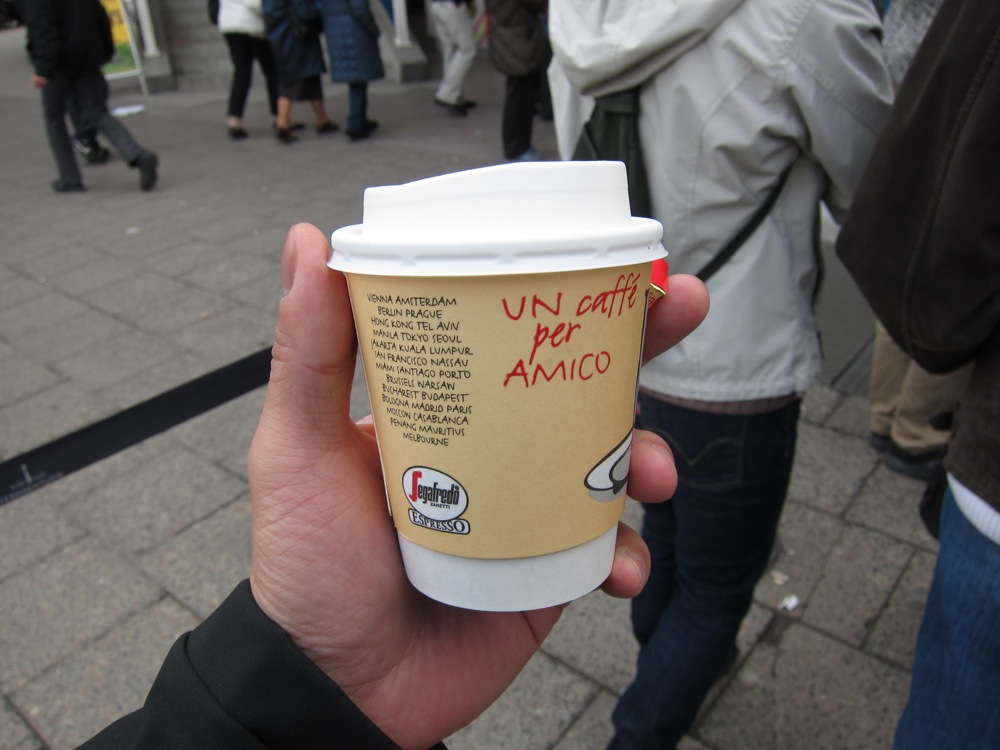 VIENNA AMSTERDAM
BERLIN PRAGUE
HONG KONG TEL AVIV
MANILA TOKYO SEOUL
JAKARTA KUALA LUMPUR
SAN FRANCISCO NASSAU
MIAMI SANTIAGO PORTO
BRUSSELS WARSAW
BUCHAREST BUDAPEST
BOLOGNA MADRID PARIS
MOSCOW CASABLANCA
PENANG MAURITIUS
MELBOURNE
Segafredo
ZANETTI
ESPRESSO
UN caffé
per
AMICO